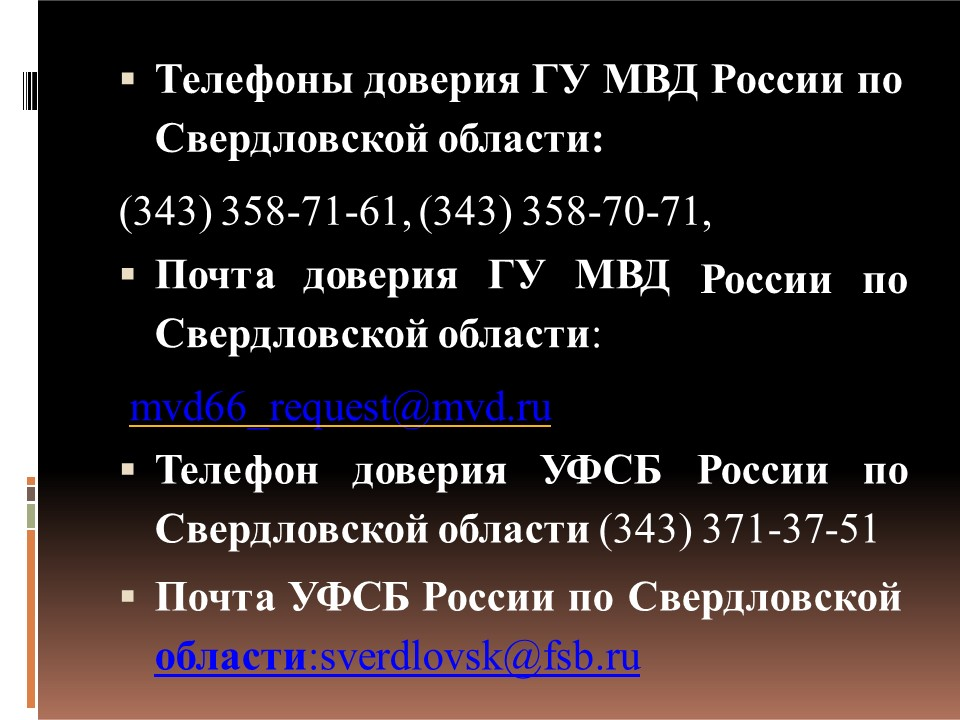 Телефоны доверия ГУ МВД России по
Свердловской области:
(343) 358-71-61, (343) 358-70-71,
Почта доверия ГУ МВД России по
Свердловской области:
mvd66_request@mvd.ru
Телефон доверия УФСБ России по
Свердловской области (343) 371-37-51
Почта УФСБ России по Свердловской
области:sverdlovsk@fsb.ru